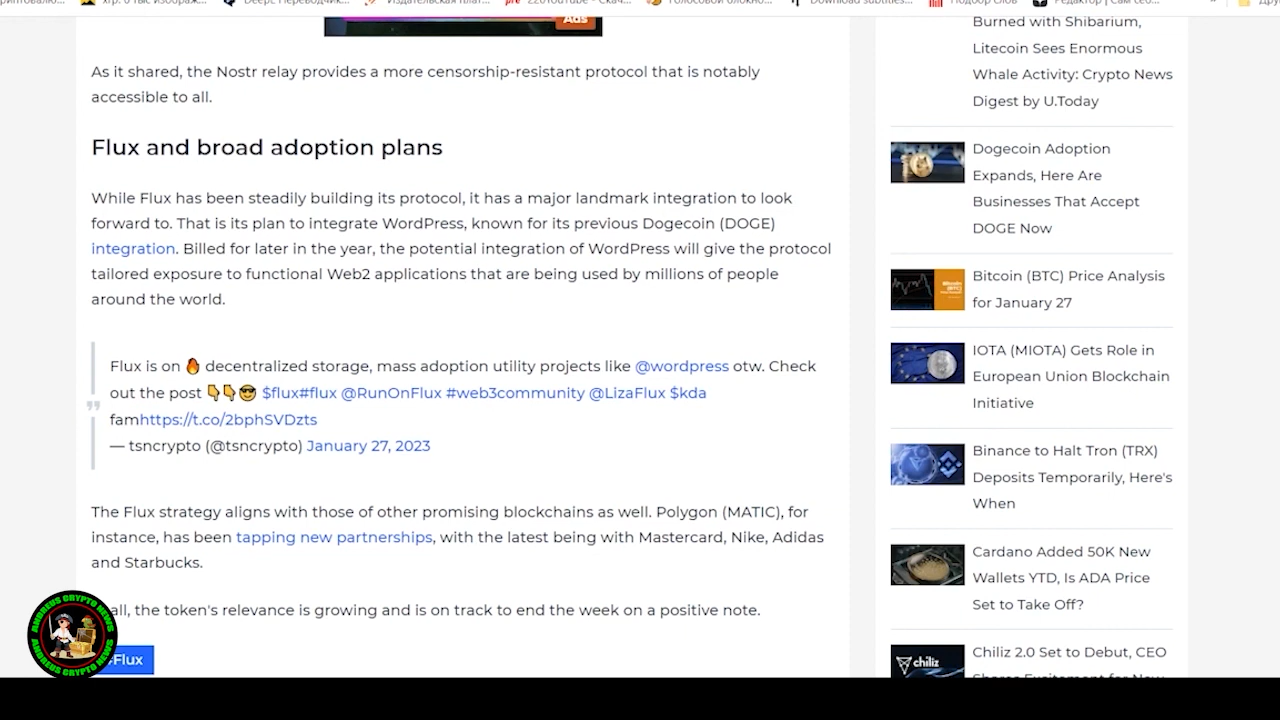 Ads
As it shared, the Nostr relay provides a more censorship-resistant protocol that is notably
accessible to all.
Flux and broad adoption plans
While Flux has been steadily building its protocol, it has a major landmark integration to look
forward to. That is its plan to integrate WordPress, known for its previous Dogecoin (DOGE)
integration. Billed for later in the year, the potential integration of WordPress will give the protocol
tailored exposure to functional Web2 applications that are being used by millions of people
around the world.
Flux is on 🔥 decentralized storage, mass adoption utility projects like @wordpress otw. Check
out the post 👇👇😎 $flux#flux @RunOnFlux #web3community @LizaFlux $kda
famhttps://t.co/2bphSVDzts
— tsncrypto (@tsncrypto) January 27, 2023
The Flux strategy aligns with those of other promising blockchains as well. Polygon (MATIC), for
instance, has been tapping new partnerships, with the latest being with Mastercard, Nike, Adidas
and Starbucks.
all, the token's relevance is growing and is on track to end the week on a positive note.
#Flux
ANDREUS CRYPTO NEWS
ANDREUS CRYPTO NEWS
Burned with Shibarium,
Litecoin Sees Enormous
Whale Activity: Crypto News
Digest by U.Today
Dogecoin Adoption
Expands, Here Are
Businesses That Accept
DOGE Now
Bitcoin (BTC) Price Analysis
for January 27
IOTA (MIOTA) Gets Role in
European Union Blockchain
Initiative
Binance to Halt Tron (TRX)
Deposits Temporarily, Here's
When
Cardano Added 50K New
Wallets YTD, Is ADA Price
Set to Take Off?
chiliz
Chiliz 2.0 Set to Debut, CEO